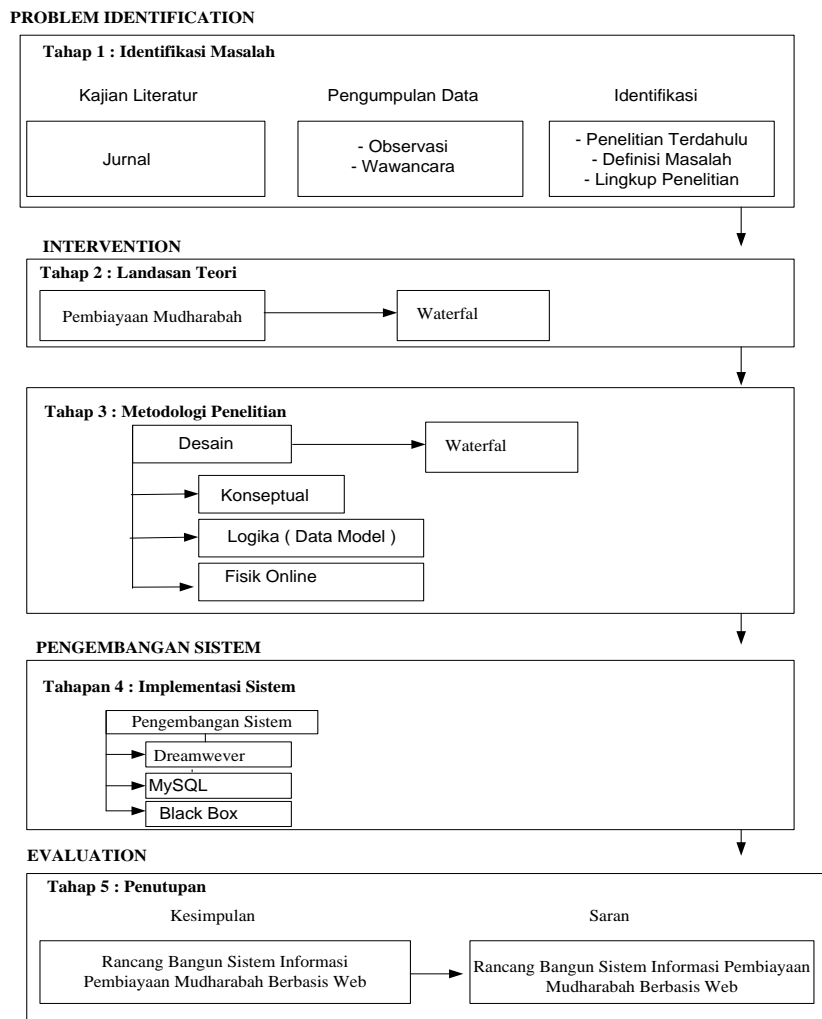 PROBLEM IDENTIFICATION
Tahap 1 : Identifikasi Masalah
Kajian Literatur
Pengumpulan Data
Identifikasi
Jurnal
- Observasi
- Wawancara
- Penelitian Terdahulu
- Definisi Masalah
- Lingkup Penelitian
INTERVENTION
Tahap 2 : Landasan Teori
Pembiayaan Mudharabah
Waterfal
Tahap 3 : Metodologi Penelitian
Desain
Waterfal
Konseptual
Logika ( Data Model )
Fisik Online
PENGEMBANGAN SISTEM
Tahapan 4 : Implementasi Sistem
Pengembangan Sistem
Dreamwever
MySQL
Black Box
EVALUATION
Tahap 5 : Penutupan
Kesimpulan
Saran
Rancang Bangun Sistem Informasi
Pembiayaan Mudharabah Berbasis Web
Rancang Bangun Sistem Informasi Pembiayaan
Mudharabah Berbasis Web